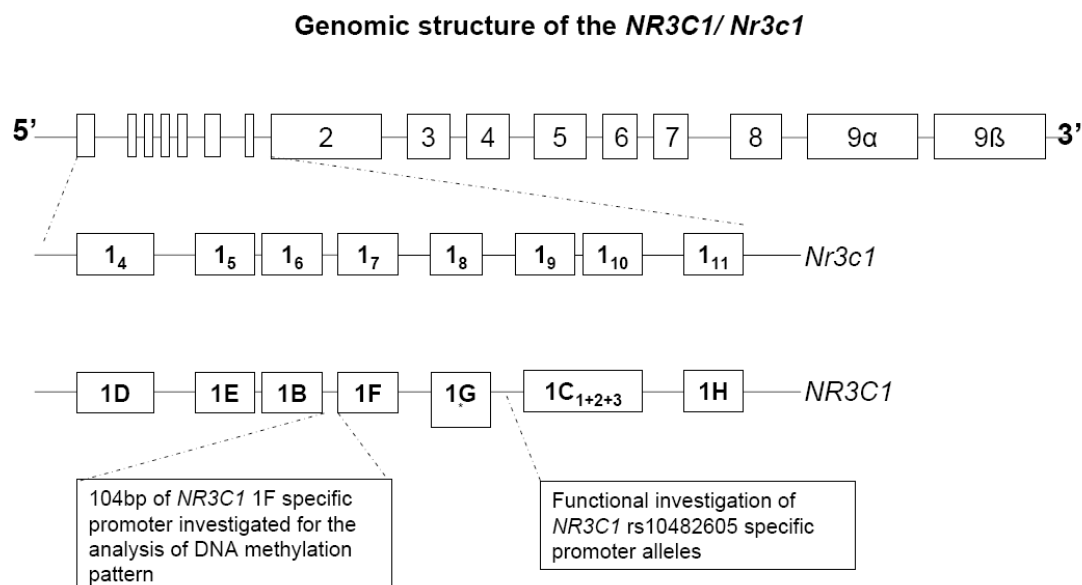 Genomic structure of the NR3C1/ Nr3c1
5’ 2 3 4 5 6 7 8 9α 9ß 3’
1₄ 1₅ 1₆ 1₇ 1₈ 1₉ 1₁₀ 1₁₁ Nr3c1
1D 1E 1B 1F 1G 1C₁₊₂₊₃ 1H NR3C1
*
104bp of NR3C1 1F specific
promoter investigated for the
analysis of DNA methylation
pattern
Functional investigation of
NR3C1 rs10482605 specific
promoter alleles